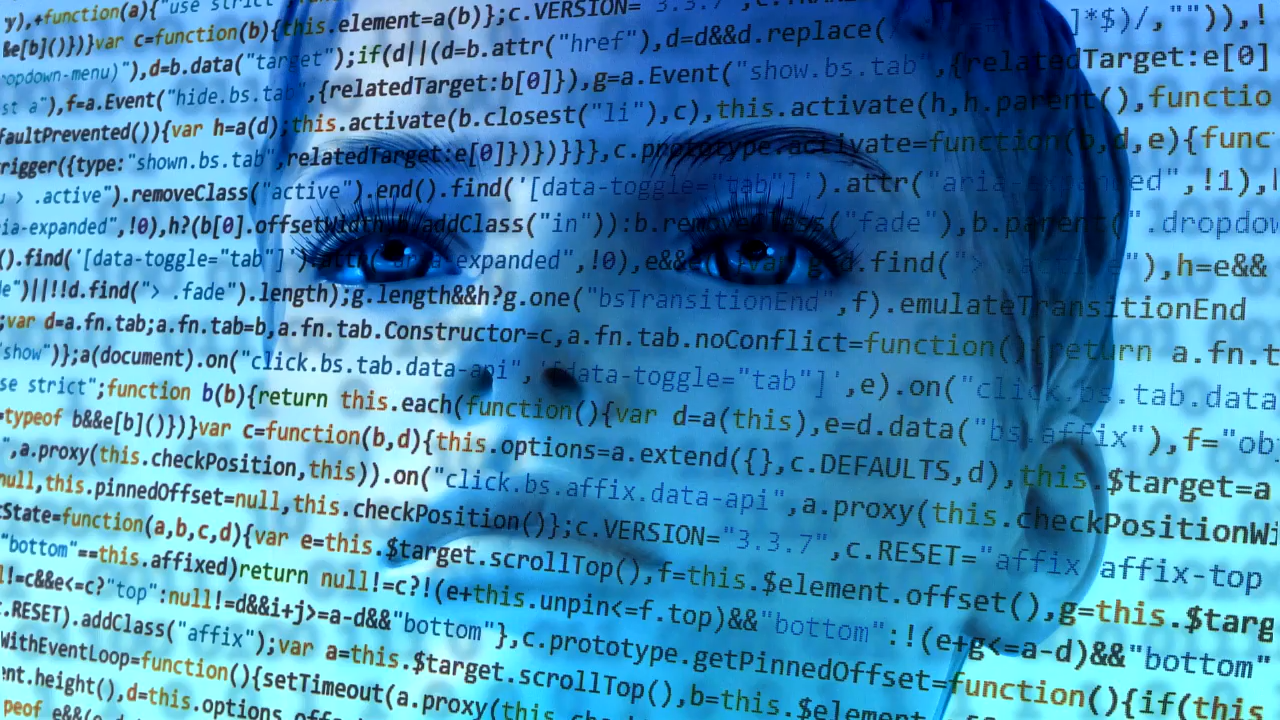 y),+function(a){"use strict
&e[b]()})}var c=function(b){this.element=a(b)};c.VERSION="3.3.7",
]*$)/,"")),!
opdown-menu)"),d=b.data("target");if(d||(d=b.attr("href"),d=d&&d.replace(
st a"),f=a.Event("hide.bs.tab",{relatedTarget:b[0]}),g=a.Event("show.bs.tab",{relatedTarget:e[0]
faultPrevented()){var h=a(d);this.activate(b.closest("li"),c),this.activate(h,h.parent(),functio
rigger({type:"shown.bs.tab",relatedTarget:e[0]})})}}},c.prototype.activate=function(b,d,e){func
> .active").removeClass("active").end().find('[data-toggle="tab"]').attr("aria-expanded",!1),
ia-expanded",!0),h?(b[0].offsetWidth,b.addClass("in")):b.removeClass("fade"),b.parent(".dropdow
().find('[data-toggle="tab"]').attr("aria-expanded",!0),e&&e()}var g=d.find("> .active"),h=e&&
e")||!!d.find("> .fade").length);g.length&&h?g.one("bsTransitionEnd",f).emulateTransitionEnd
;var d=a.fn.tab;a.fn.tab=b,a.fn.tab.Constructor=c,a.fn.tab.noConflict=function(){return a.fn.t
"show")};a(document).on("click.bs.tab.data-api",'[data-toggle="tab"]',e).on("click.bs.tab.data
se strict";function b(b){return this.each(function(){var d=a(this),e=d.data("bs.affix"),f="ob
=typeof b&&e[b]()})}var c=function(b,d){this.options=a.extend({},c.DEFAULTS,d),this.$target=a
",a.proxy(this.checkPosition,this)).on("click.bs.affix.data-api",a.proxy(this.checkPositionWi
null,this.pinnedOffset=null,this.checkPosition()};c.VERSION="3.3.7",c.RESET="affix affix-top
State=function(a,b,c,d){var e=this.$target.scrollTop(),f=this.$element.offset(),g=this.$targ
"bottom"==this.affixed)return null!=c?!(e+this.unpin<=f.top)&&"bottom":!(e+g<=a-d)&&"bottom"
l!=c&&e<=c?"top":null!=d&&i+j>=a-d&&"bottom"},c.prototype.getPinnedOffset=function(){if(this
.RESET).addClass("affix");var a=this.$target.scrollTop(),b=this.$element
WithEventLoop=function(){setTimeout(a.proxy(this.
nt.height(),d=this.options.
peof e&&(